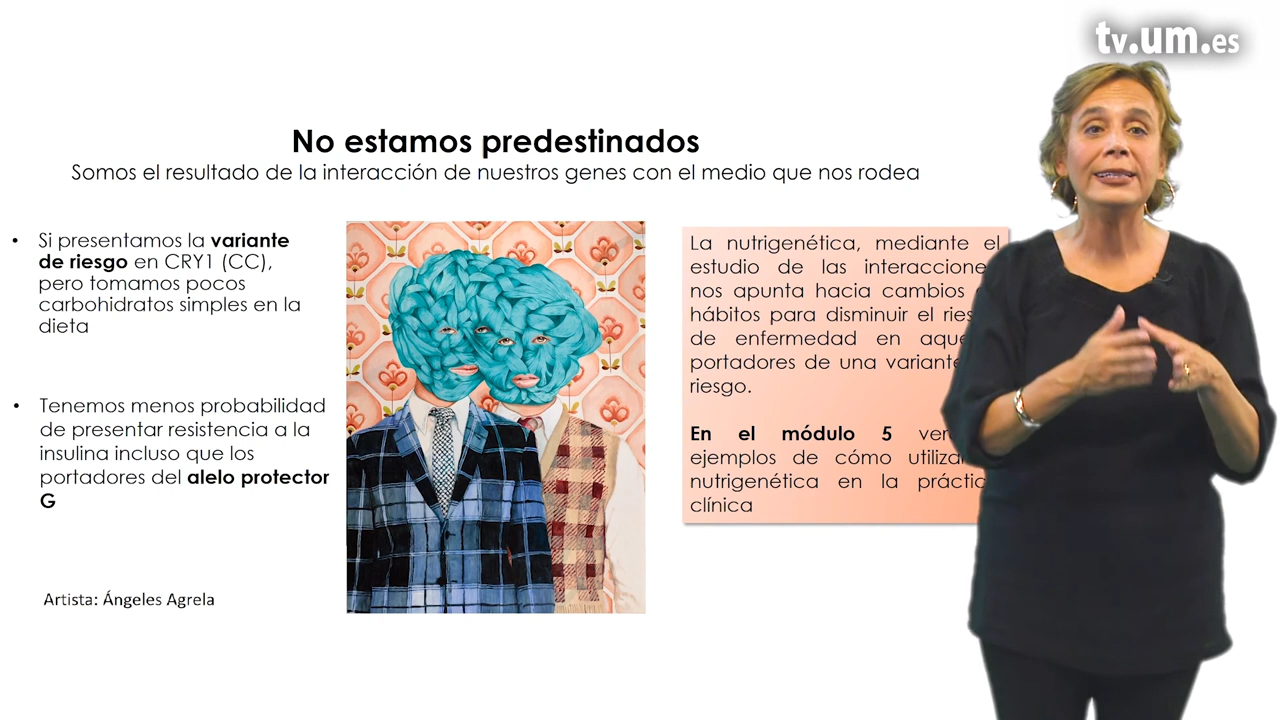 tv.um.es
No estamos predestinados
Somos el resultado de la interacción de nuestros genes con el medio que nos rodea
• Si presentamos la variante
de riesgo en CRY1 (CC),
pero tomamos pocos
carbohidratos simples en la
dieta
• Tenemos menos probabilidad
de presentar resistencia a la
insulina incluso que los
portadores del alelo protector
G
Artista: Ángeles Agrela
La nutrigenética, mediante el
estudio de las
nos apunta hacia cambios
hábitos para disminuir el
de enfermedad en
portadores de una
riesgo.
En el módulo 5
ejemplos de cómo
nutrigenética en la
clínica